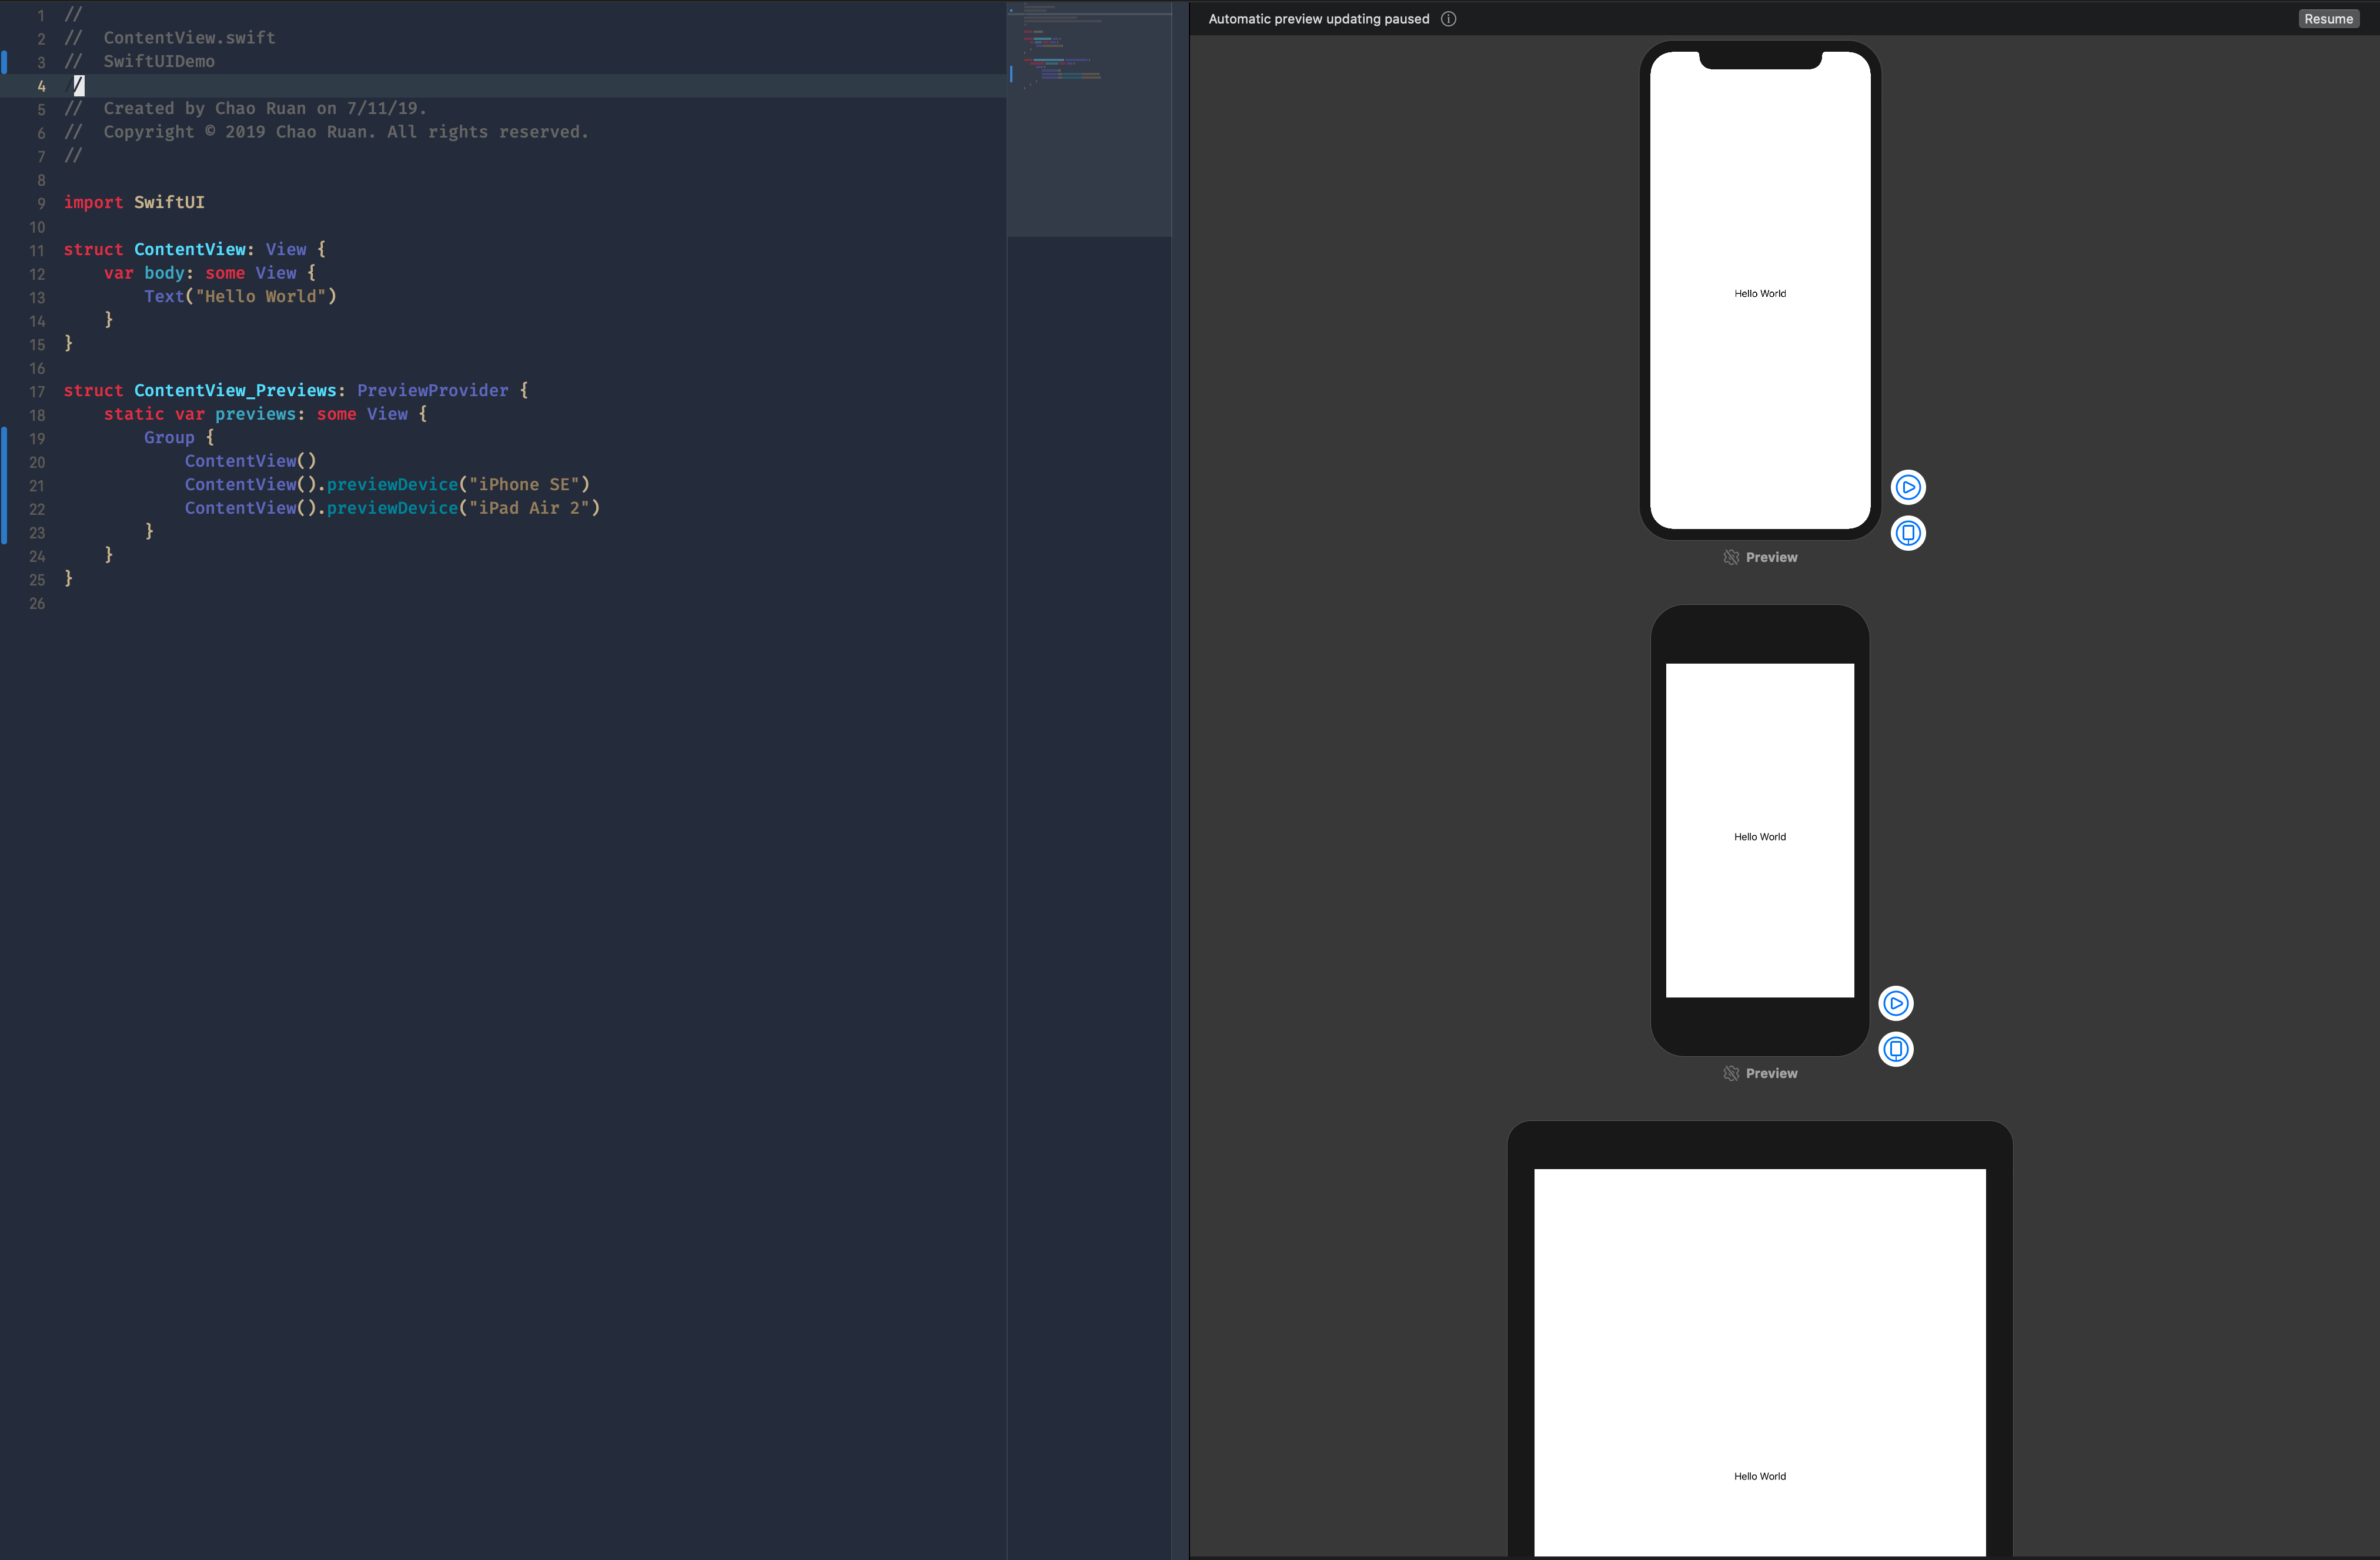 1 //
2 //  ContentView.swift
3 //  SwiftUIDemo
4 //
5 //  Created by Chao Ruan on 7/11/19.
6 //  Copyright © 2019 Chao Ruan. All rights reserved.
7 //
8
9 import SwiftUI
10
11 struct ContentView: View {
12     var body: some View {
13         Text("Hello World")
14     }
15 }
16
17 struct ContentView_Previews: PreviewProvider {
18     static var previews: some View {
19         Group {
20             ContentView()
21             ContentView().previewDevice("iPhone SE")
22             ContentView().previewDevice("iPad Air 2")
23         }
24     }
25 }
26
Automatic preview updating paused
Resume
Hello World
Preview
Hello World
Preview
Hello World